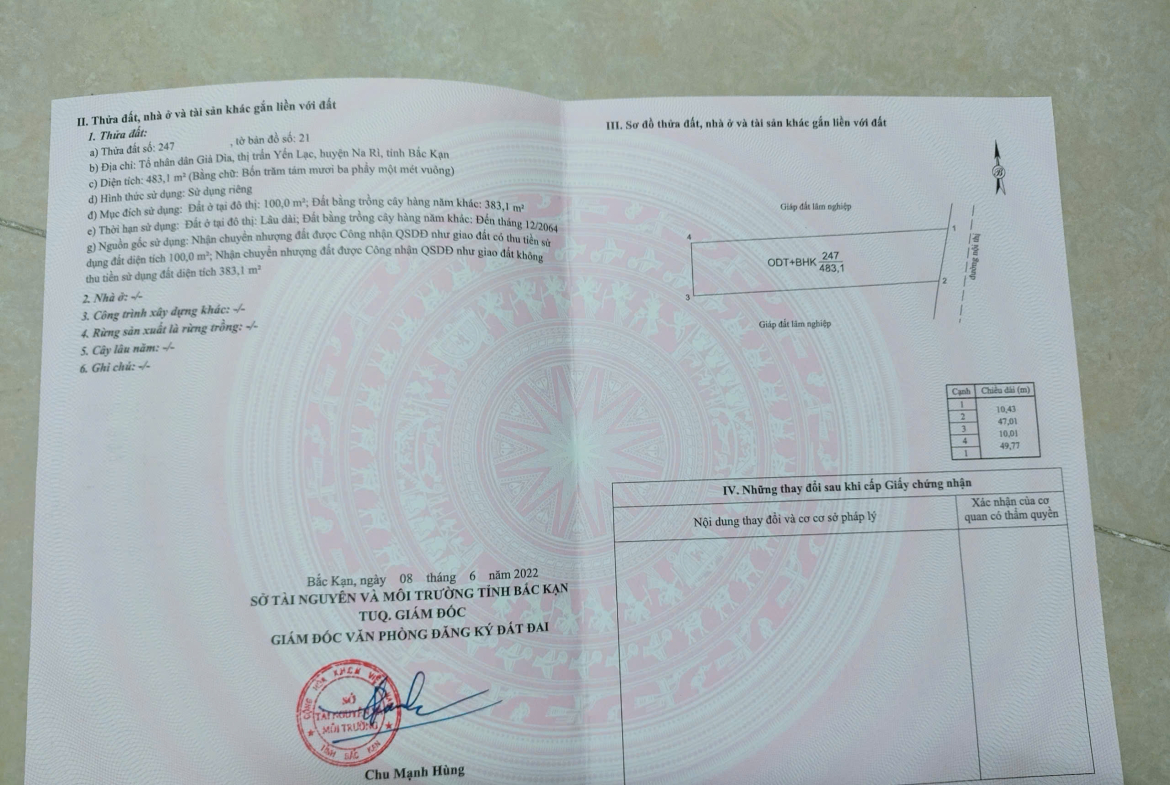 II. Thửa đất, nhà ở và tài sản khác gắn liền với đất
1. Thửa đất:
a) Thửa đất số: 247 , tờ bản đồ số: 21
b) Địa chỉ: Tổ nhân dân Giả Dìa, thị trấn Yến Lạc, huyện Na Rì, tỉnh Bắc Kạn
c) Diện tích: 483,1 m² (Bằng chữ: Bốn trăm tám mươi ba phẩy một mét vuông)
d) Hình thức sử dụng: Sử dụng riêng
đ) Mục đích sử dụng: Đất ở tại đô thị: 100,0 m²; Đất bằng trồng cây hàng năm khác: 383,1 m²
e) Thời hạn sử dụng: Đất ở tại đô thị: Lâu dài; Đất bằng trồng cây hàng năm khác: Đến tháng 12/2064
g) Nguồn gốc sử dụng: Nhận chuyển nhượng đất được Công nhận QSDĐ như giao đất có thu tiền sử
dụng đất diện tích 100,0 m²; Nhận chuyển nhượng đất được Công nhận QSDĐ như giao đất không
thu tiền sử dụng đất diện tích 383,1 m²
2. Nhà ở: -/-
3. Công trình xây dựng khác: -/-
4. Rừng sản xuất là rừng trồng: -/-
5. Cây lâu năm: -/-
6. Ghi chú: -/-
Bắc Kạn, ngày 08 tháng 6 năm 2022
SỞ TÀI NGUYÊN VÀ MÔI TRƯỜNG TỈNH BẮC KẠN
TUQ. GIÁM ĐỐC
GIÁM ĐỐC VĂN PHÒNG ĐĂNG KÝ ĐẤT ĐAI
SỞ
TÀI NGUYÊN
MÔI TRƯỜNG
TỈNH BẮC KẠN
Chu Mạnh Hùng
III. Sơ đồ thửa đất, nhà ở và tài sản khác gắn liền với đất
B
Giáp đất lâm nghiệp
4
1
ODT+BHK 247
483,1
đường nội thị
3
2
Giáp đất lâm nghiệp
Cạnh Chiều dài (m)
1
10,43
2
47,01
3
10,01
4
49,77
1
IV. Những thay đổi sau khi cấp Giấy chứng nhận
Nội dung thay đổi và cơ cơ sở pháp lý
Xác nhận của cơ
quan có thẩm quyền